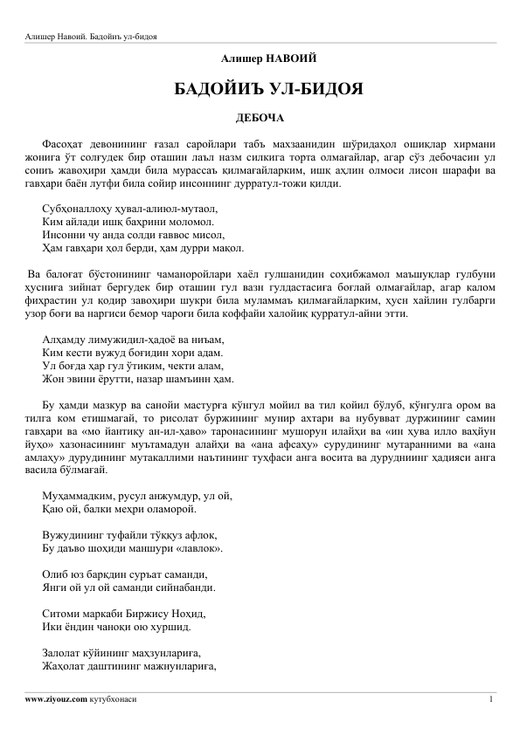 Алишер Навоий. Бадойиъ ул-бидоя
Алишер НАВОИЙ
БАДОЙИЪ УЛ-БИДОЯ
ДЕБОЧА
Фасоҳат девонининг ғазал саройлари табъ махзаанидин шўридаҳол ошиқлар хирмани
жонига ўт солғудек бир оташин лаъл назм силкига торта олмағайлар, агар сўз дебочасин ул
сониъ жавоҳири ҳамди била мурассаъ қилмағайларким, ишқ аҳлин олмоси лисон шарафи ва
гавҳари баён лутфи била сойир инсоннинг дурратул-тожи қилди.
Субҳоналлоҳу ҳувал-алиюл-мутаол,
Ким айлади ишқ баҳрини моломол.
Инсонни чу анда солди ғаввос мисол,
Ҳам гавҳари ҳол берди, ҳам дурри мақол.
Ва балоғат бўстонининг чаманоройлари хаёл гулшанидин соҳибжамол маъшуқлар гулбуни
ҳуснига зийнат бергудек бир оташин гул вазн гулдастасиға боғлай олмағайлар, агар калом
фиҳрастин ул қодир завоҳири шукри била муламмаъ қилмағайларким, ҳусн хайлин гулбарги
узор боғи ва наргиси бемор чароғи била коффайи халойиқ қурратул-айни этти.
Алҳамду лимужидил-ҳадоё ва ниъам,
Ким кести вужуд боғидин хори адам.
Ул боғда ҳар гул ўтиким, чекти алам,
Жон эвини ёрутти, назар шамъинн ҳам.
Бу ҳамди мазкур ва санойи мастурға кўнгул мойил ва тил қойил бўлуб, кўнгулга ором ва
тилга ком етишмағай, то рисолат буржининг мунир ахтари ва нубувват дуржининг самин
гавҳари ва «мо йантиқу ан-ил-ҳаво» таронасининг мушорун илайҳи ва «ин ҳува илло ваҳйун
йуҳо» хазонасининг муътамадун алайҳи ва «ана афсаҳу» сурудининг мутаранними ва «ана
амлаҳу» дурудининг мутакаллими наътининг туҳфаси анга восита ва дурудниинг ҳадияси анга
васила бўлмағай.
Муҳаммадким, русул анжумдур, ул ой,
Қаю ой, балки меҳри оламорой.
Вужудининг туфайли тўққуз афлок,
Бу даъво шоҳиди маншури «лавлок».
Олиб юз барқдин суръат саманди,
Янги ой ул ой саманди сийнабанди.
Ситоми маркаби Биржису Ноҳид,
Ики ёндин чаноқи ою хуршид.
Залолат кўйининг маҳзунлариға,
Жаҳолат даштининг мажнунлариға,
www.ziyouz.com кутубхонаси
1